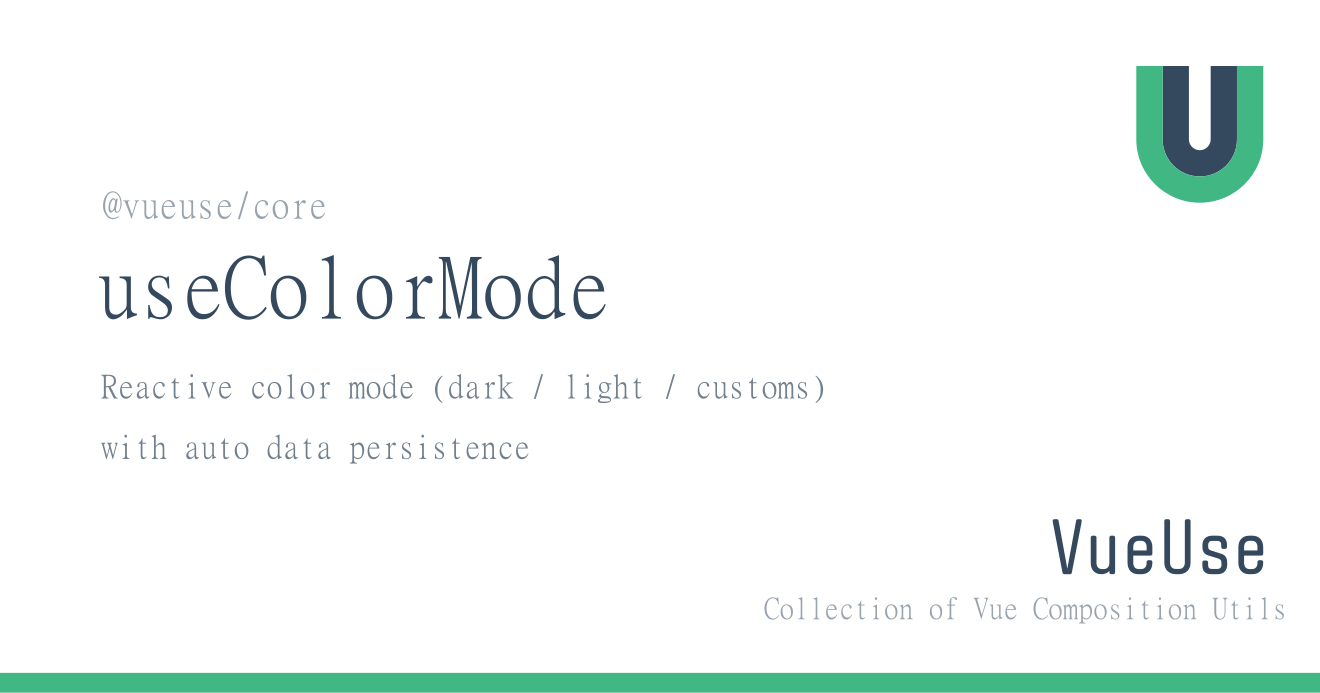 @vueuse/core
useColorMode
Reactive color mode (dark / light / customs)
with auto data persistence
VueUse
Collection of Vue Composition Utils